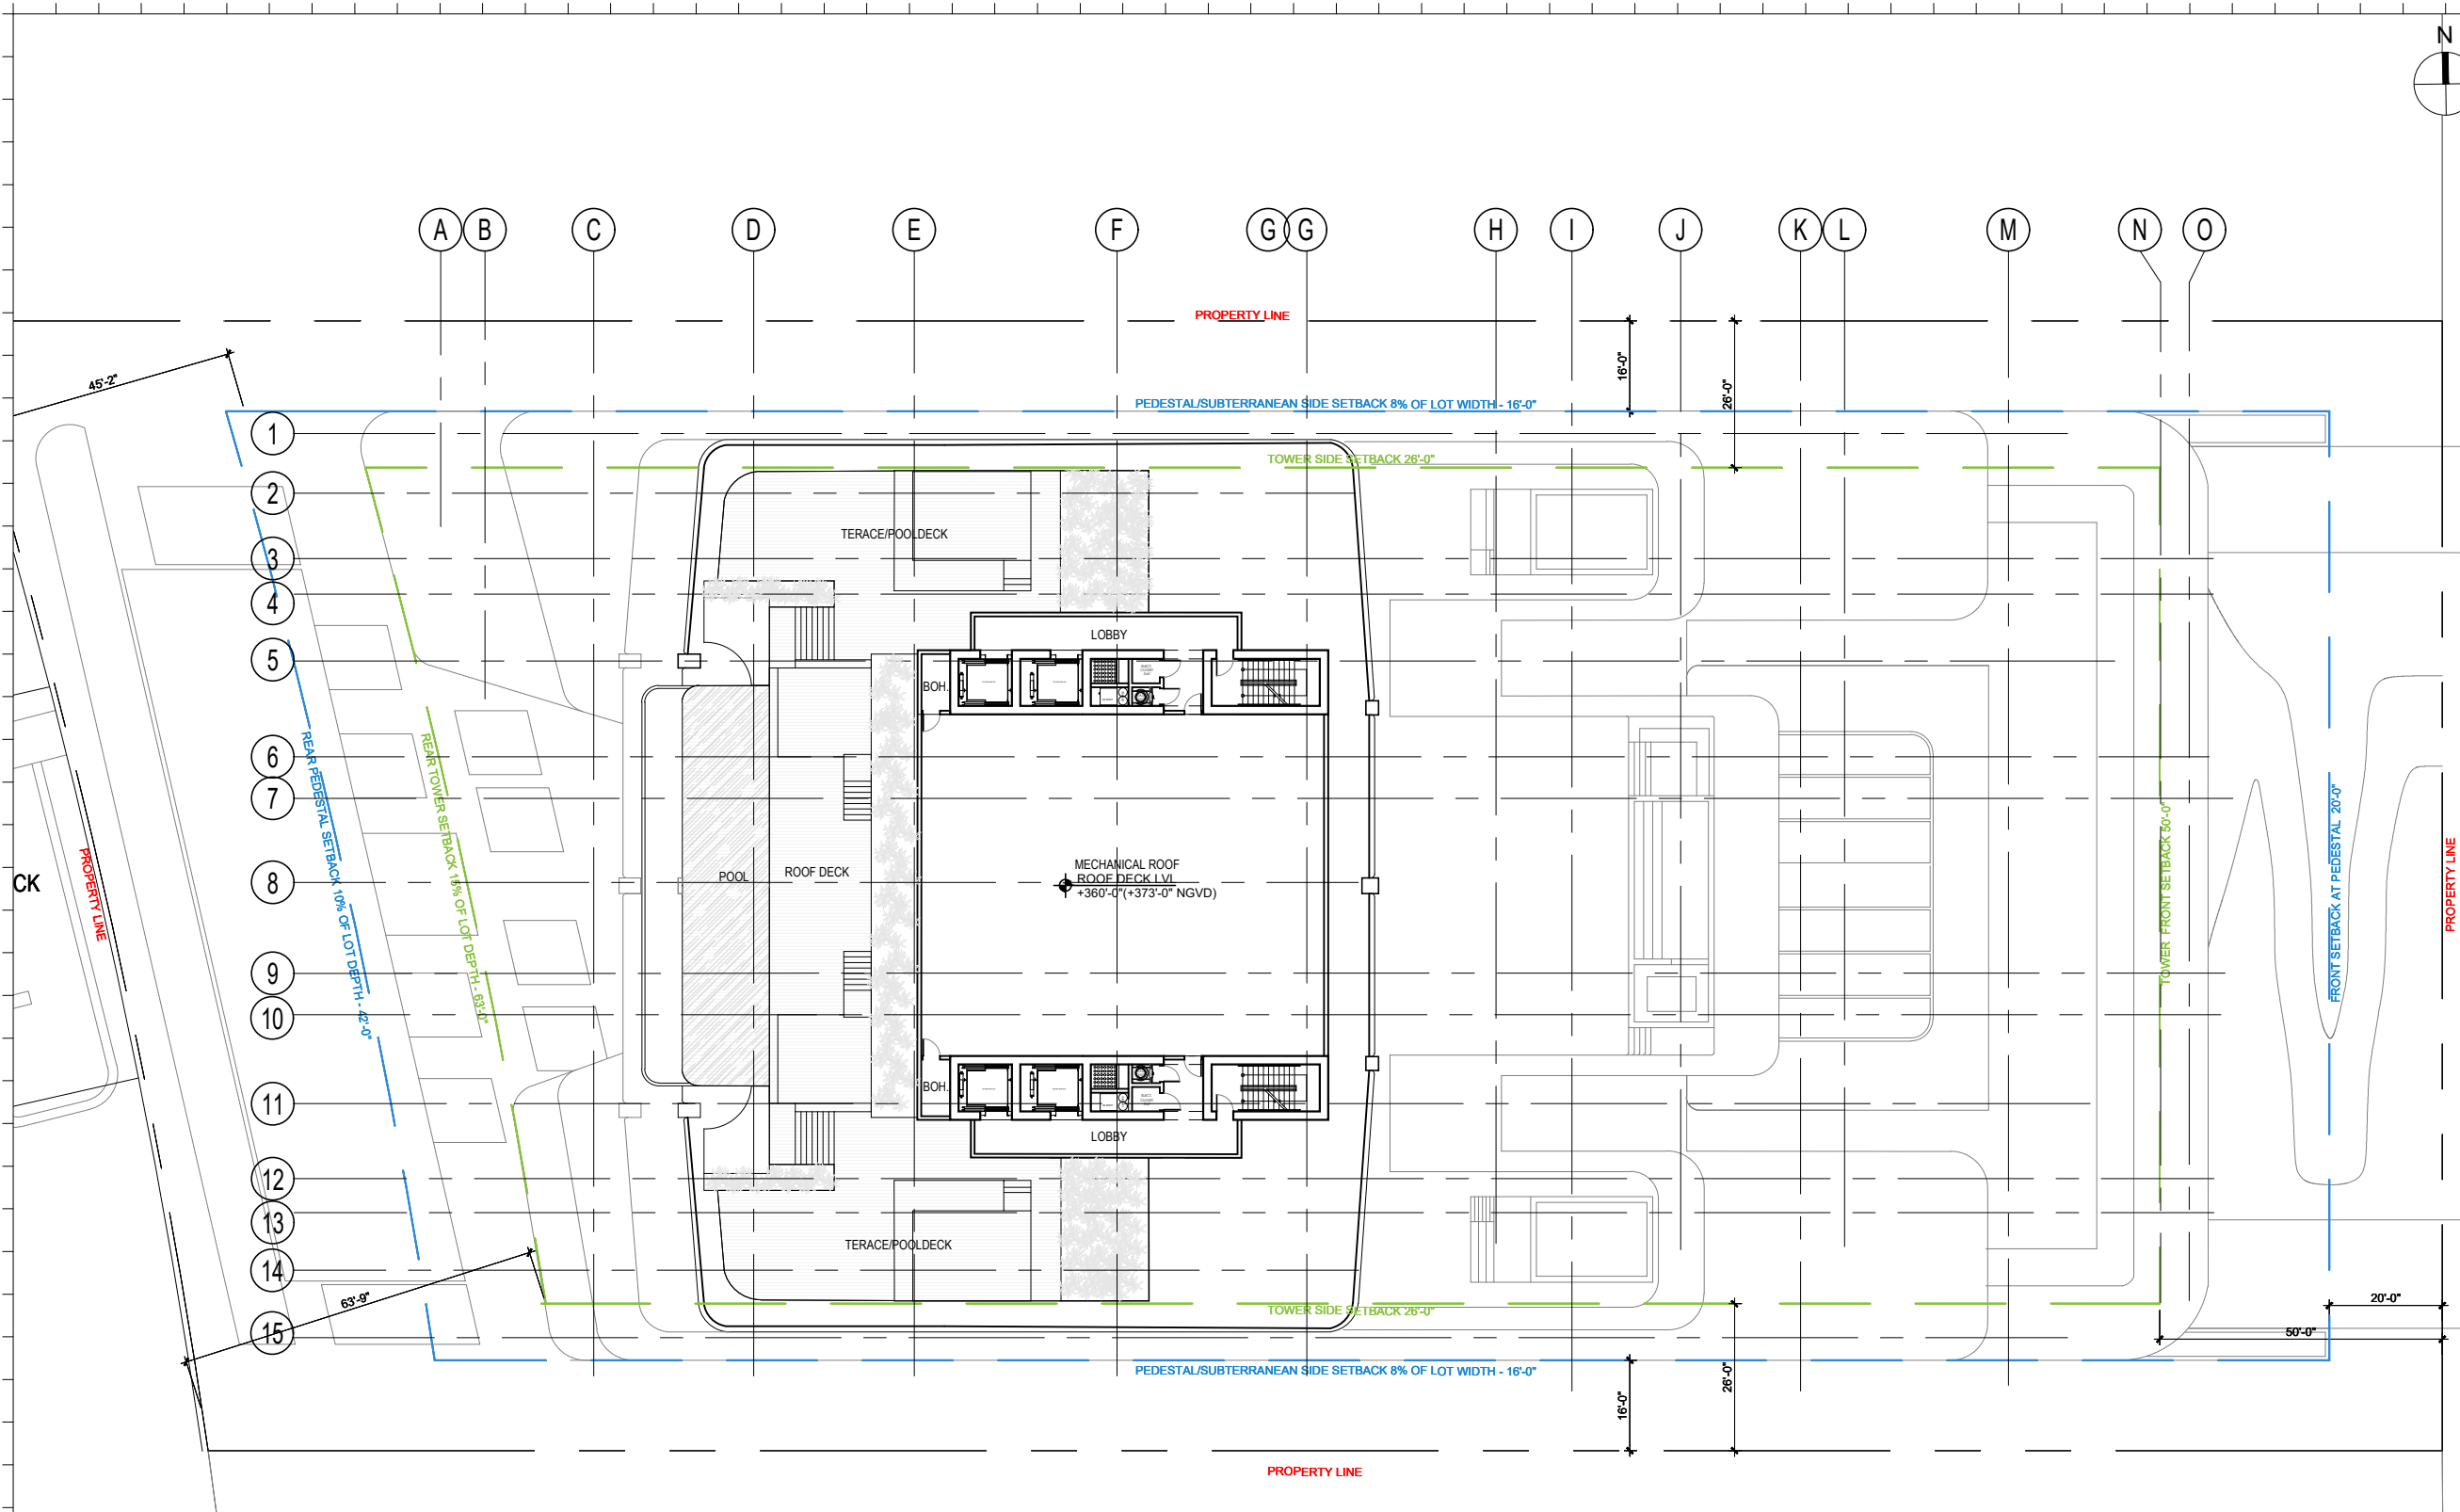 N
A B C D E F G G H I J K L M N O
PROPERTY LINE
45'-2"
16'-0"
26'-0"
PEDESTAL/SUBTERRANEAN SIDE SETBACK 8% OF LOT WIDTH - 16'-0"
1
TOWER SIDE SETBACK 26'-0"
2
TERACE/POOLDECK
3
4
LOBBY
5
BOH.
6
7
REAR PEDESTAL SETBACK 10% OF LOT DEPTH - 42'-0"
REAR TOWER SETBACK 15% OF LOT DEPTH - 63'-0"
PROPERTY LINE
CK
8
POOL
ROOF DECK
MECHANICAL ROOF
ROOF DECK LVL
+360'-0"(+373'-0" NGVD)
TOWER FRONT SETBACK 50'-0"
FRONT SETBACK AT PEDESTAL 20'-0"
PROPERTY LINE
9
10
BOH.
11
LOBBY
12
13
TERACE/POOLDECK
14
63'-9"
TOWER SIDE SETBACK 26'-0"
20'-0"
50'-0"
15
PEDESTAL/SUBTERRANEAN SIDE SETBACK 8% OF LOT WIDTH - 16'-0"
16'-0"
26'-0"
PROPERTY LINE